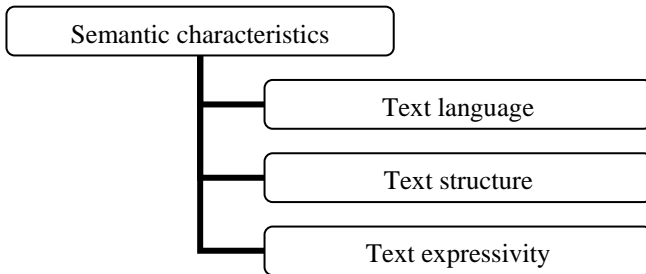 Semantic characteristics
Text language
Text structure
Text expressivity